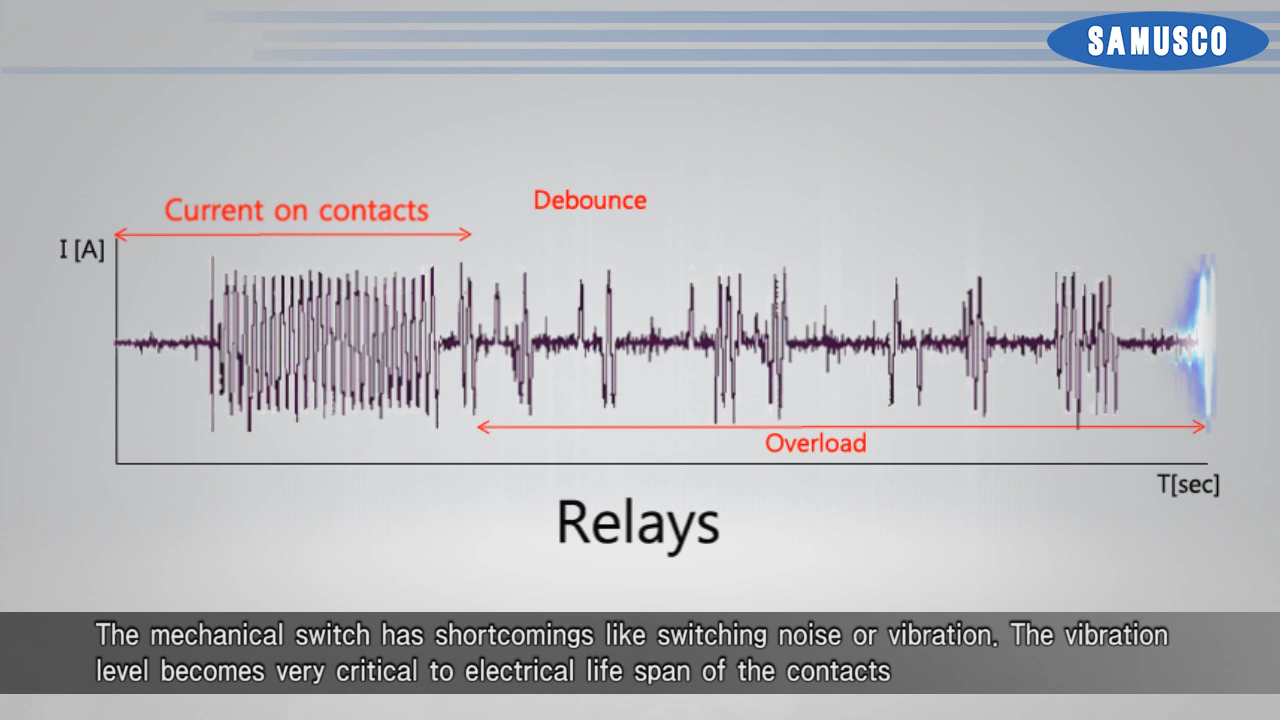 SAMUSCO
Current on contacts
Debounce
I [A]
Overload
T[sec]
Relays
The mechanical switch has shortcomings like switching noise or vibration. The vibration
level becomes very critical to electrical life span of the contacts